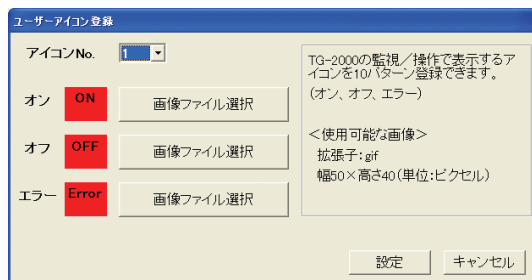 ユーザーアイコン登録
アイコンNo. 1
TG-2000の監視／操作で表示するア
イコンを10パターン登録できます。
(オン、オフ、エラー)
オン ON 画像ファイル選択
オフ OFF 画像ファイル選択
エラー Error 画像ファイル選択
＜使用可能な画像＞
拡張子：gif
幅50×高さ40(単位：ピクセル)
設定 キャンセル